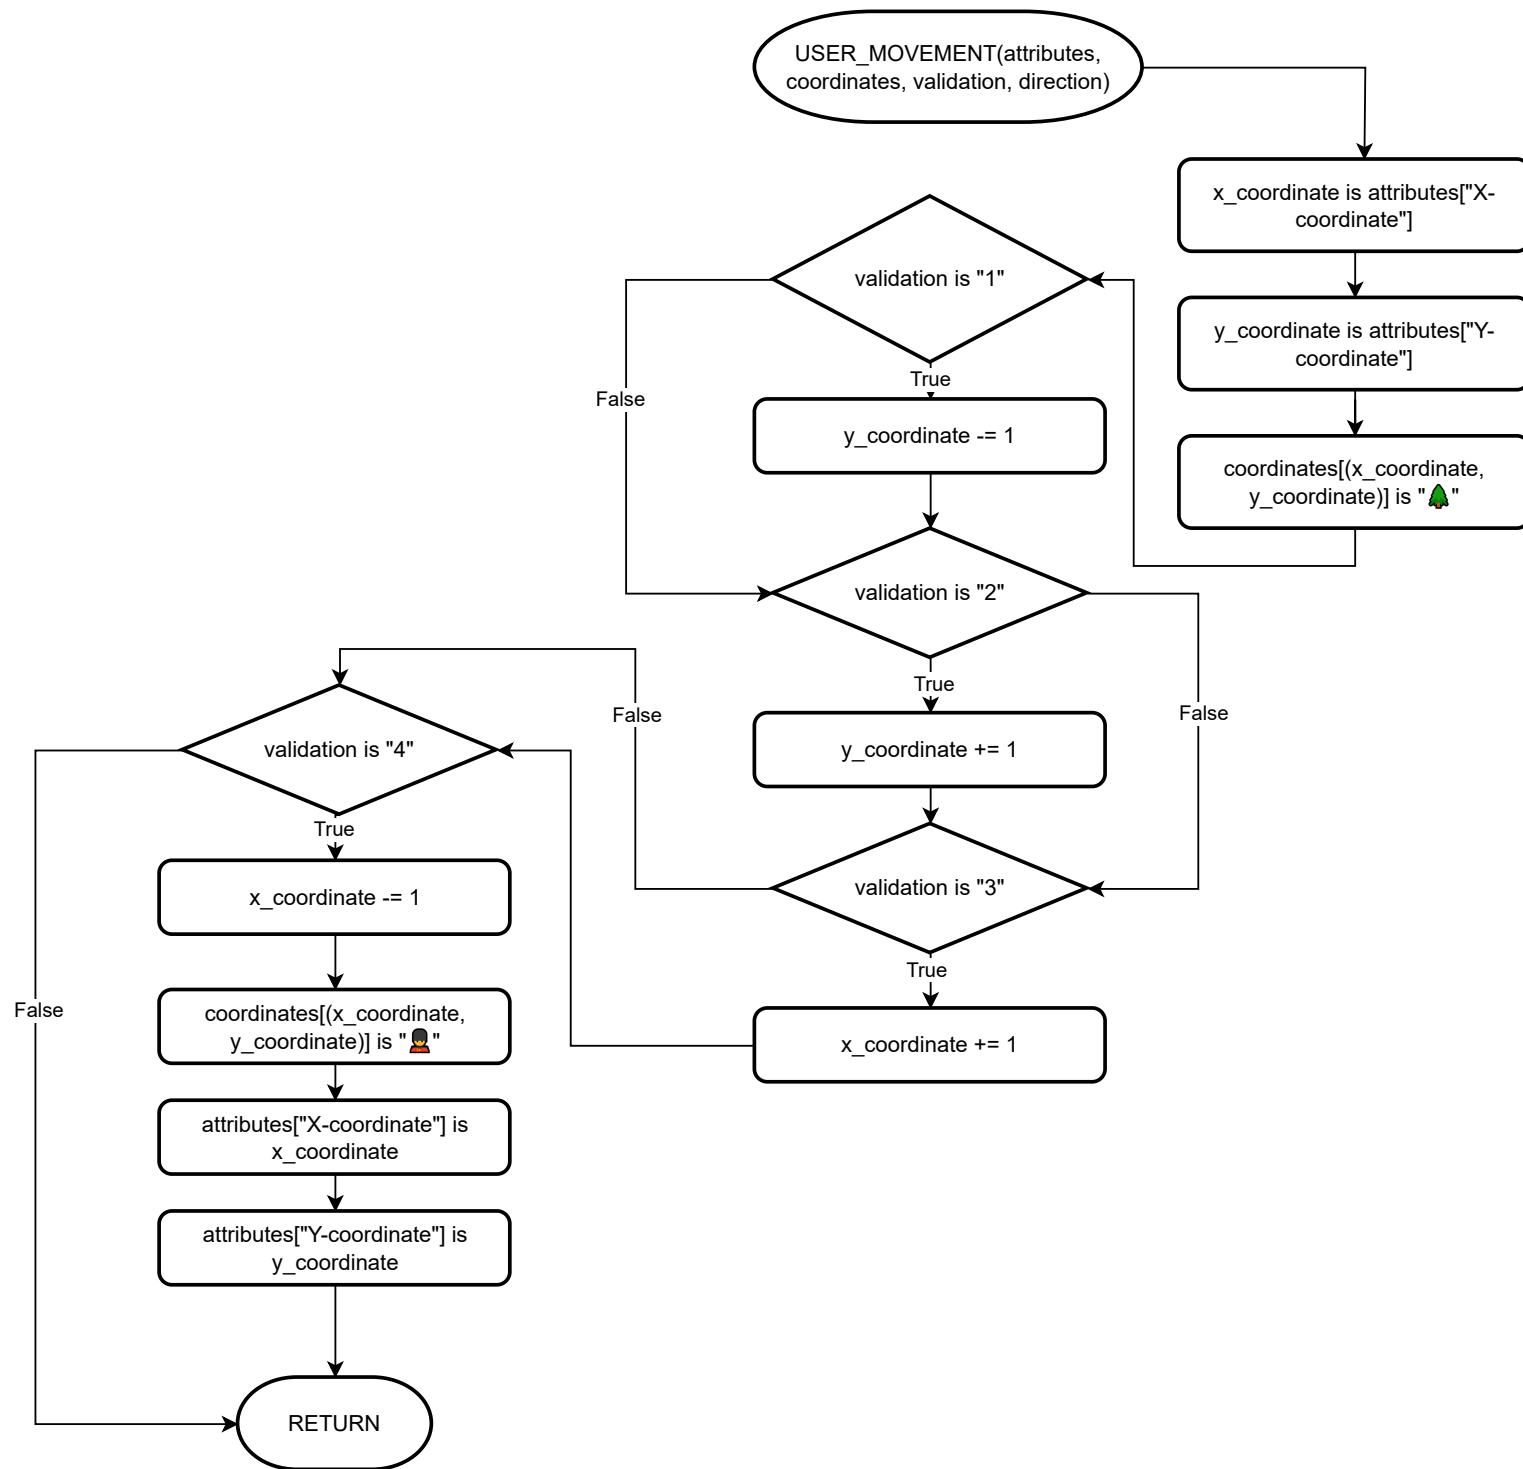 USER_MOVEMENT(attributes,
coordinates, validation, direction)
x_coordinate is attributes["X-
coordinate"]
y_coordinate is attributes["Y-
coordinate"]
coordinates[(x_coordinate,
y_coordinate)] is "🌲"
validation is "1"
True
False
y_coordinate -= 1
validation is "2"
True
False
y_coordinate += 1
validation is "3"
True
False
x_coordinate += 1
validation is "4"
True
False
x_coordinate -= 1
coordinates[(x_coordinate,
y_coordinate)] is "💂"
attributes["X-coordinate"] is
x_coordinate
attributes["Y-coordinate"] is
y_coordinate
RETURN